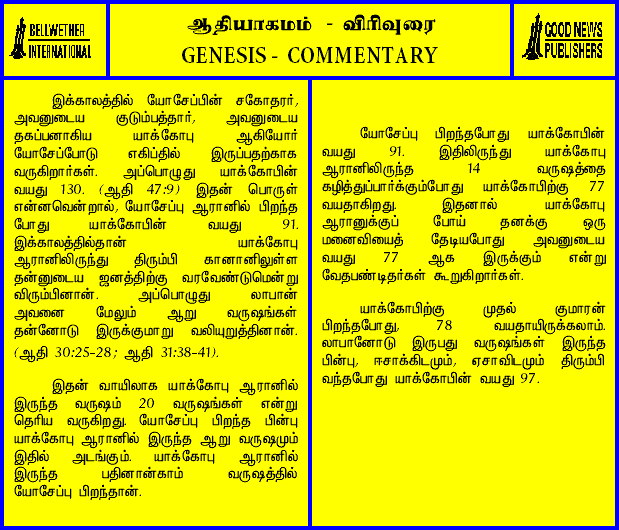 BELLWETHER
INTERNATIONAL
ஆதியாகமம் - விரிவுரை
GENESIS - COMMENTARY
GOOD NEWS
PUBLISHERS
இக்காலத்தில் யோசேப்பின் சகோதரர்,
அவனுடைய குடும்பத்தார், அவனுடைய
தகப்பனாகிய யாக்கோபு ஆகியோர்
யோசேப்போடு எகிப்தில் இருப்பதற்காக
வருகிறார்கள். அப்பொழுது யாக்கோபின்
வயது 130. (ஆதி 47:9) இதன் பொருள்
என்னவென்றால், யோசேப்பு ஆரானில் பிறந்த
போது யாக்கோபின் வயது 91.
இக்காலத்தில்தான் யாக்கோபு
ஆரானிலிருந்து திரும்பி கானானிலுள்ள
தன்னுடைய ஜனத்திற்கு வரவேண்டுமென்று
விரும்பினான். அப்பொழுது லாபான்
அவனை மேலும் ஆறு வருஷங்கள்
தன்னோடு இருக்குமாறு வலியுறுத்தினான்.
(ஆதி 30:25-28; ஆதி 31:38-41).
இதன் வாயிலாக யாக்கோபு ஆரானில்
இருந்த வருஷம் 20 வருஷங்கள் என்று
தெரிய வருகிறது. யோசேப்பு பிறந்த பின்பு
யாக்கோபு ஆரானில் இருந்த ஆறு வருஷமும்
இதில் அடங்கும். யாக்கோபு ஆரானில்
இருந்த பதினான்காம் வருஷத்தில்
யோசேப்பு பிறந்தான்.
யோசேப்பு பிறந்தபோது யாக்கோபின்
வயது 91. இதிலிருந்து யாக்கோபு
ஆரானிலிருந்த 14 வருஷத்தை
கழித்துப்பார்க்கும்போது யாக்கோபிற்கு 77
வயதாகிறது. இதனால் யாக்கோபு
ஆரானுக்குப் போய் தனக்கு ஒரு
மனைவியைத் தேடியபோது அவனுடைய
வயது 77 ஆக இருக்கும் என்று
வேதபண்டிதர்கள் கூறுகிறார்கள்.
யாக்கோபிற்கு முதல் குமாரன்
பிறந்தபோது, 78 வயதாயிருக்கலாம்.
லாபானோடு இருபது வருஷங்கள் இருந்த
பின்பு, ஈசாக்கிடமும், ஏசாவிடமும் திரும்பி
வந்தபோது யாக்கோபின் வயது 97.